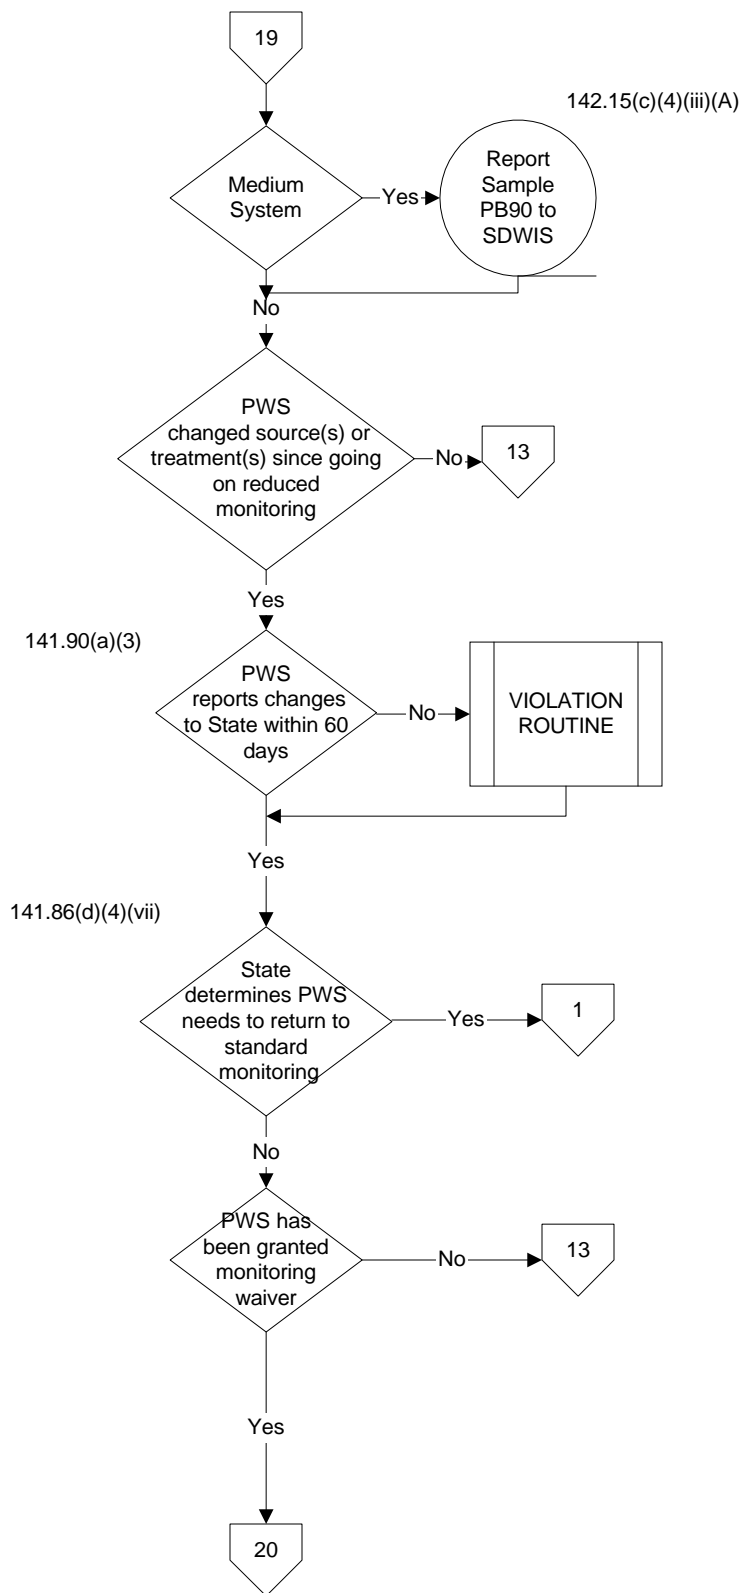 19
142.15(c)(4)(iii)(A)
Medium
System
Yes
Report
Sample
PB90 to
SDWIS
No
PWS
changed source(s) or
treatment(s) since going
on reduced
monitoring
No
13
Yes
141.90(a)(3)
PWS
reports changes
to State within 60
days
No
VIOLATION
ROUTINE
Yes
141.86(d)(4)(vii)
State
determines PWS
needs to return to
standard
monitoring
Yes
1
No
PWS has
been granted
monitoring
waiver
No
13
Yes
20